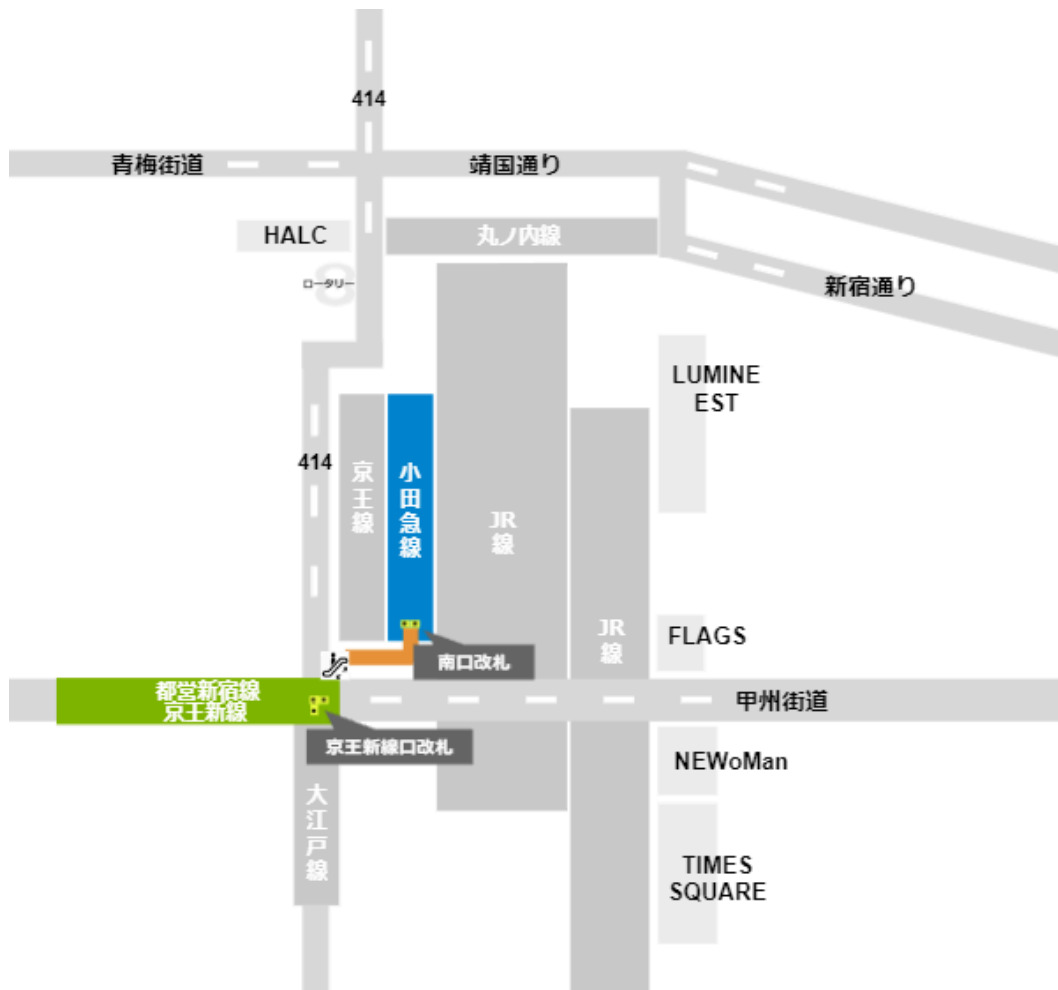 414
青梅街道
靖国通り
HALC
丸ノ内線
ロータリー
新宿通り
LUMINE
EST
414
京王線
小田急線
JR線
JR線
FLAGS
南口改札
都営新宿線
京王新線
甲州街道
京王新線口改札
NEWoMan
大江戸線
TIMES
SQUARE